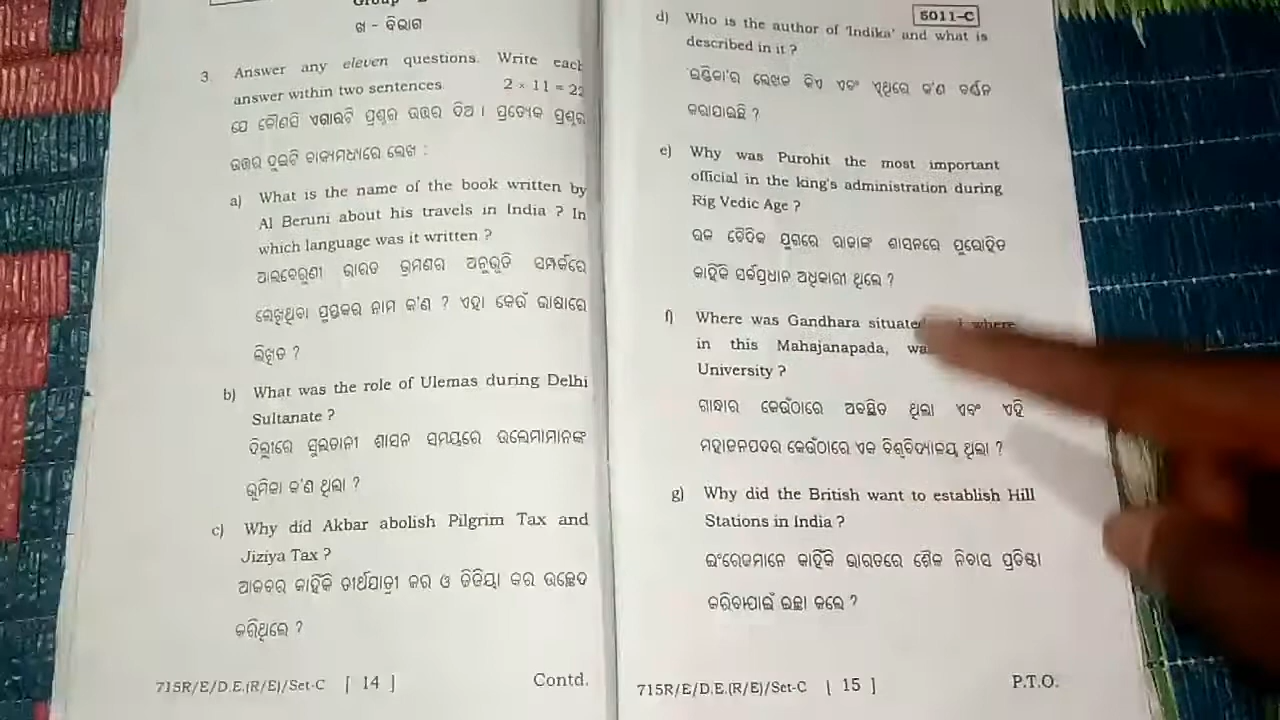 Group
ଖ - ବିଭାଗ
3. Answer any eleven questions. Write each
answer within two sentences. 2 × 11 = 22
ଯେ କୌଣସି ଏଗାରଟି ପ୍ରଶ୍ନର ଉତ୍ତର ଦିଅ । ପ୍ରତ୍ୟେକ ପ୍ରଶ୍ନର
ଉତ୍ତର ଦୁଇଟି ବାକ୍ୟମଧ୍ୟରେ ଲେଖ :
a) What is the name of the book written by
Al Beruni about his travels in India ? In
which language was it written ?
ଆଲବେରୁଣୀ ଭାରତ ଭ୍ରମଣର ଅନୁଭୂତି ସମ୍ପର୍କରେ
ଲେଖିଥିବା ପୁସ୍ତକର ନାମ କ'ଣ ? ଏହା କେଉଁ ଭାଷାରେ
ଲିଖିତ ?
b) What was the role of Ulemas during Delhi
Sultanate ?
ଦିଲ୍ଲୀରେ ସୁଲତାନୀ ଶାସନ ସମୟରେ ଉଲେମାମାନଙ୍କ
ଭୂମିକା କ'ଣ ଥିଲା ?
c) Why did Akbar abolish Pilgrim Tax and
Jiziya Tax ?
ଆକବର କାହିଁକି ତୀର୍ଥଯାତ୍ରୀ କର ଓ ଜିଜିୟା କର ଉଚ୍ଛେଦ
କରିଥିଲେ ?
715R/E/D.E.(R/E)/Set-C [ 14 ] Contd.
5011-C
d) Who is the author of 'Indika' and what is
described in it ?
'ଇଣ୍ଡିକା'ର ଲେଖକ କିଏ ଏବଂ ଏଥିରେ କ'ଣ ବର୍ଣ୍ଣନ
କରାଯାଇଛି ?
e) Why was Purohit the most important
official in the king's administration during
Rig Vedic Age ?
ଋକ ବୈଦିକ ଯୁଗରେ ରାଜାଙ୍କ ଶାସନରେ ପୁରୋହିତ
କାହିଁକି ସର୍ବପ୍ରଧାନ ଅଧିକାରୀ ଥିଲେ ?
f) Where was Gandhara situated where
in this Mahajanapada,
University ?
ଗାନ୍ଧାର କେଉଁଠାରେ ଅବସ୍ଥିତ ଥିଲା ଏବଂ ଏହି
ମହାଜନପଦର କେଉଁଠାରେ ଏକ ବିଶ୍ୱବିଦ୍ୟାଳୟ ଥିଲା ?
g) Why did the British want to establish Hill
Stations in India ?
ଇଂରେଜମାନେ କାହିଁକି ଭାରତରେ ଶୈଳ ନିବାସ ପ୍ରତିଷ୍ଠା
କରିବାପାଇଁ ଇଚ୍ଛା କଲେ ?
715R/E/D.E.(R/E)/Set-C [ 15 ] P.T.O.